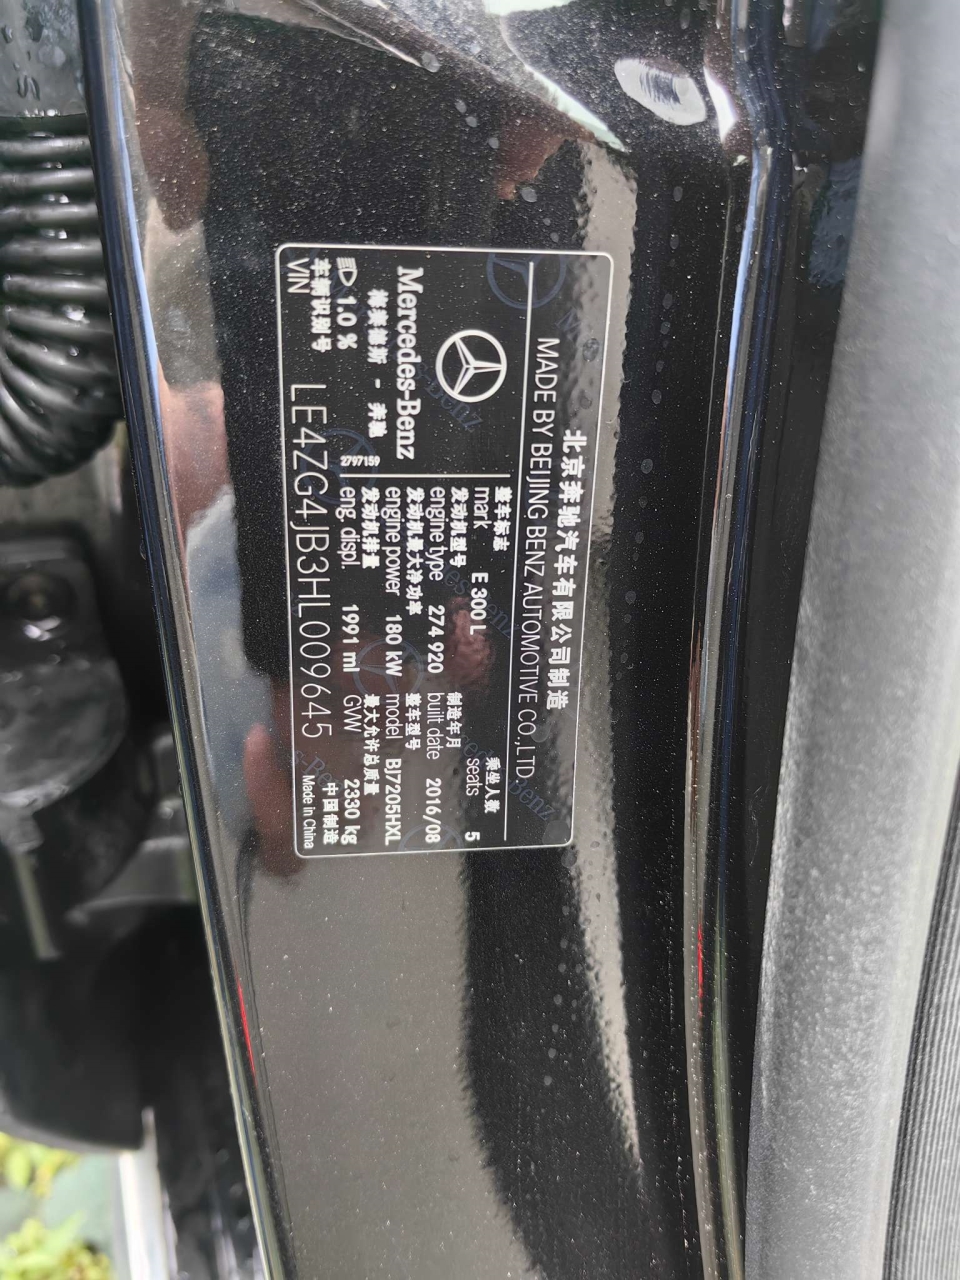 北京奔驰汽车有限公司制造
MADE BY BEIJING BENZ AUTOMOTIVE CO.,LTD.
Mercedes-Benz
梅赛德斯 - 奔驰
2797159
整车标志
mark E 300 L
乘坐人数
seats 5
发动机型号
engine type 274 920
制造年月
built date 2016/08
发动机最大净功率
engine power 180 kW
整车型号
model BJ7205HXL
发动机排量
eng. displ. 1991 ml
最大允许总质量
GVW 2330 kg
1.0 %
车辆识别号
VIN LE4ZG4JB3HL009645
中国制造
Made in China